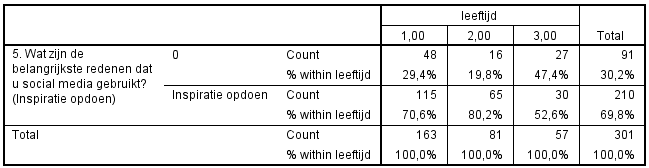 leeftijd
1,00 2,00 3,00 Total
5. Wat zijn de belangrijkste redenen dat u social media gebruikt? (Inspiratie opdoen) 0 Count 48 16 27 91
% within leeftijd 29,4% 19,8% 47,4% 30,2%
Inspiratie opdoen Count 115 65 30 210
% within leeftijd 70,6% 80,2% 52,6% 69,8%
Total Count 163 81 57 301
% within leeftijd 100,0% 100,0% 100,0% 100,0%